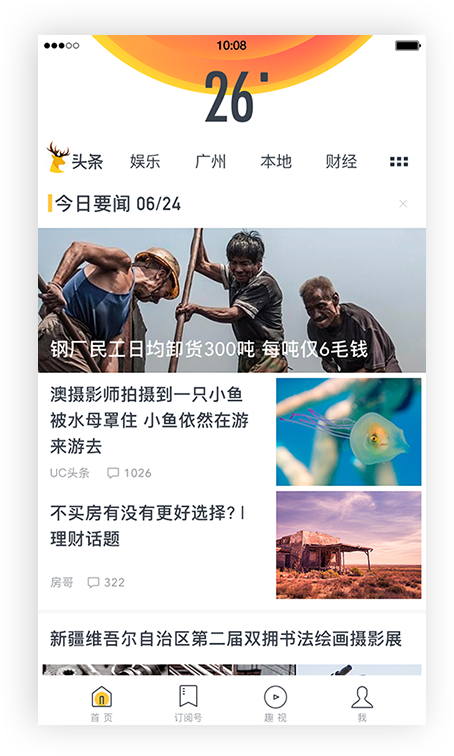 10:08
26°
头条 娱乐 广州 本地 财经
今日要闻 06/24
钢厂民工日均卸货300吨 每吨仅6毛钱
澳摄影师拍摄到一只小鱼
被水母罩住 小鱼依然在游
来游去
UC头条 1026
不买房有没有更好选择? |
理财话题
房哥 322
新疆维吾尔自治区第二届双拥书法绘画摄影展
首 页 订阅号 趣 视 我